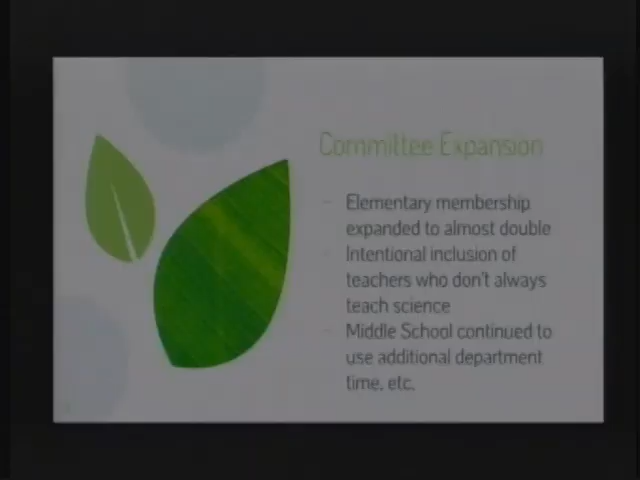 Committee Expansion
- Elementary membership
expanded to almost double
- Intentional inclusion of
teachers who don't always
teach science
- Middle School continued to
use additional department
time, etc.